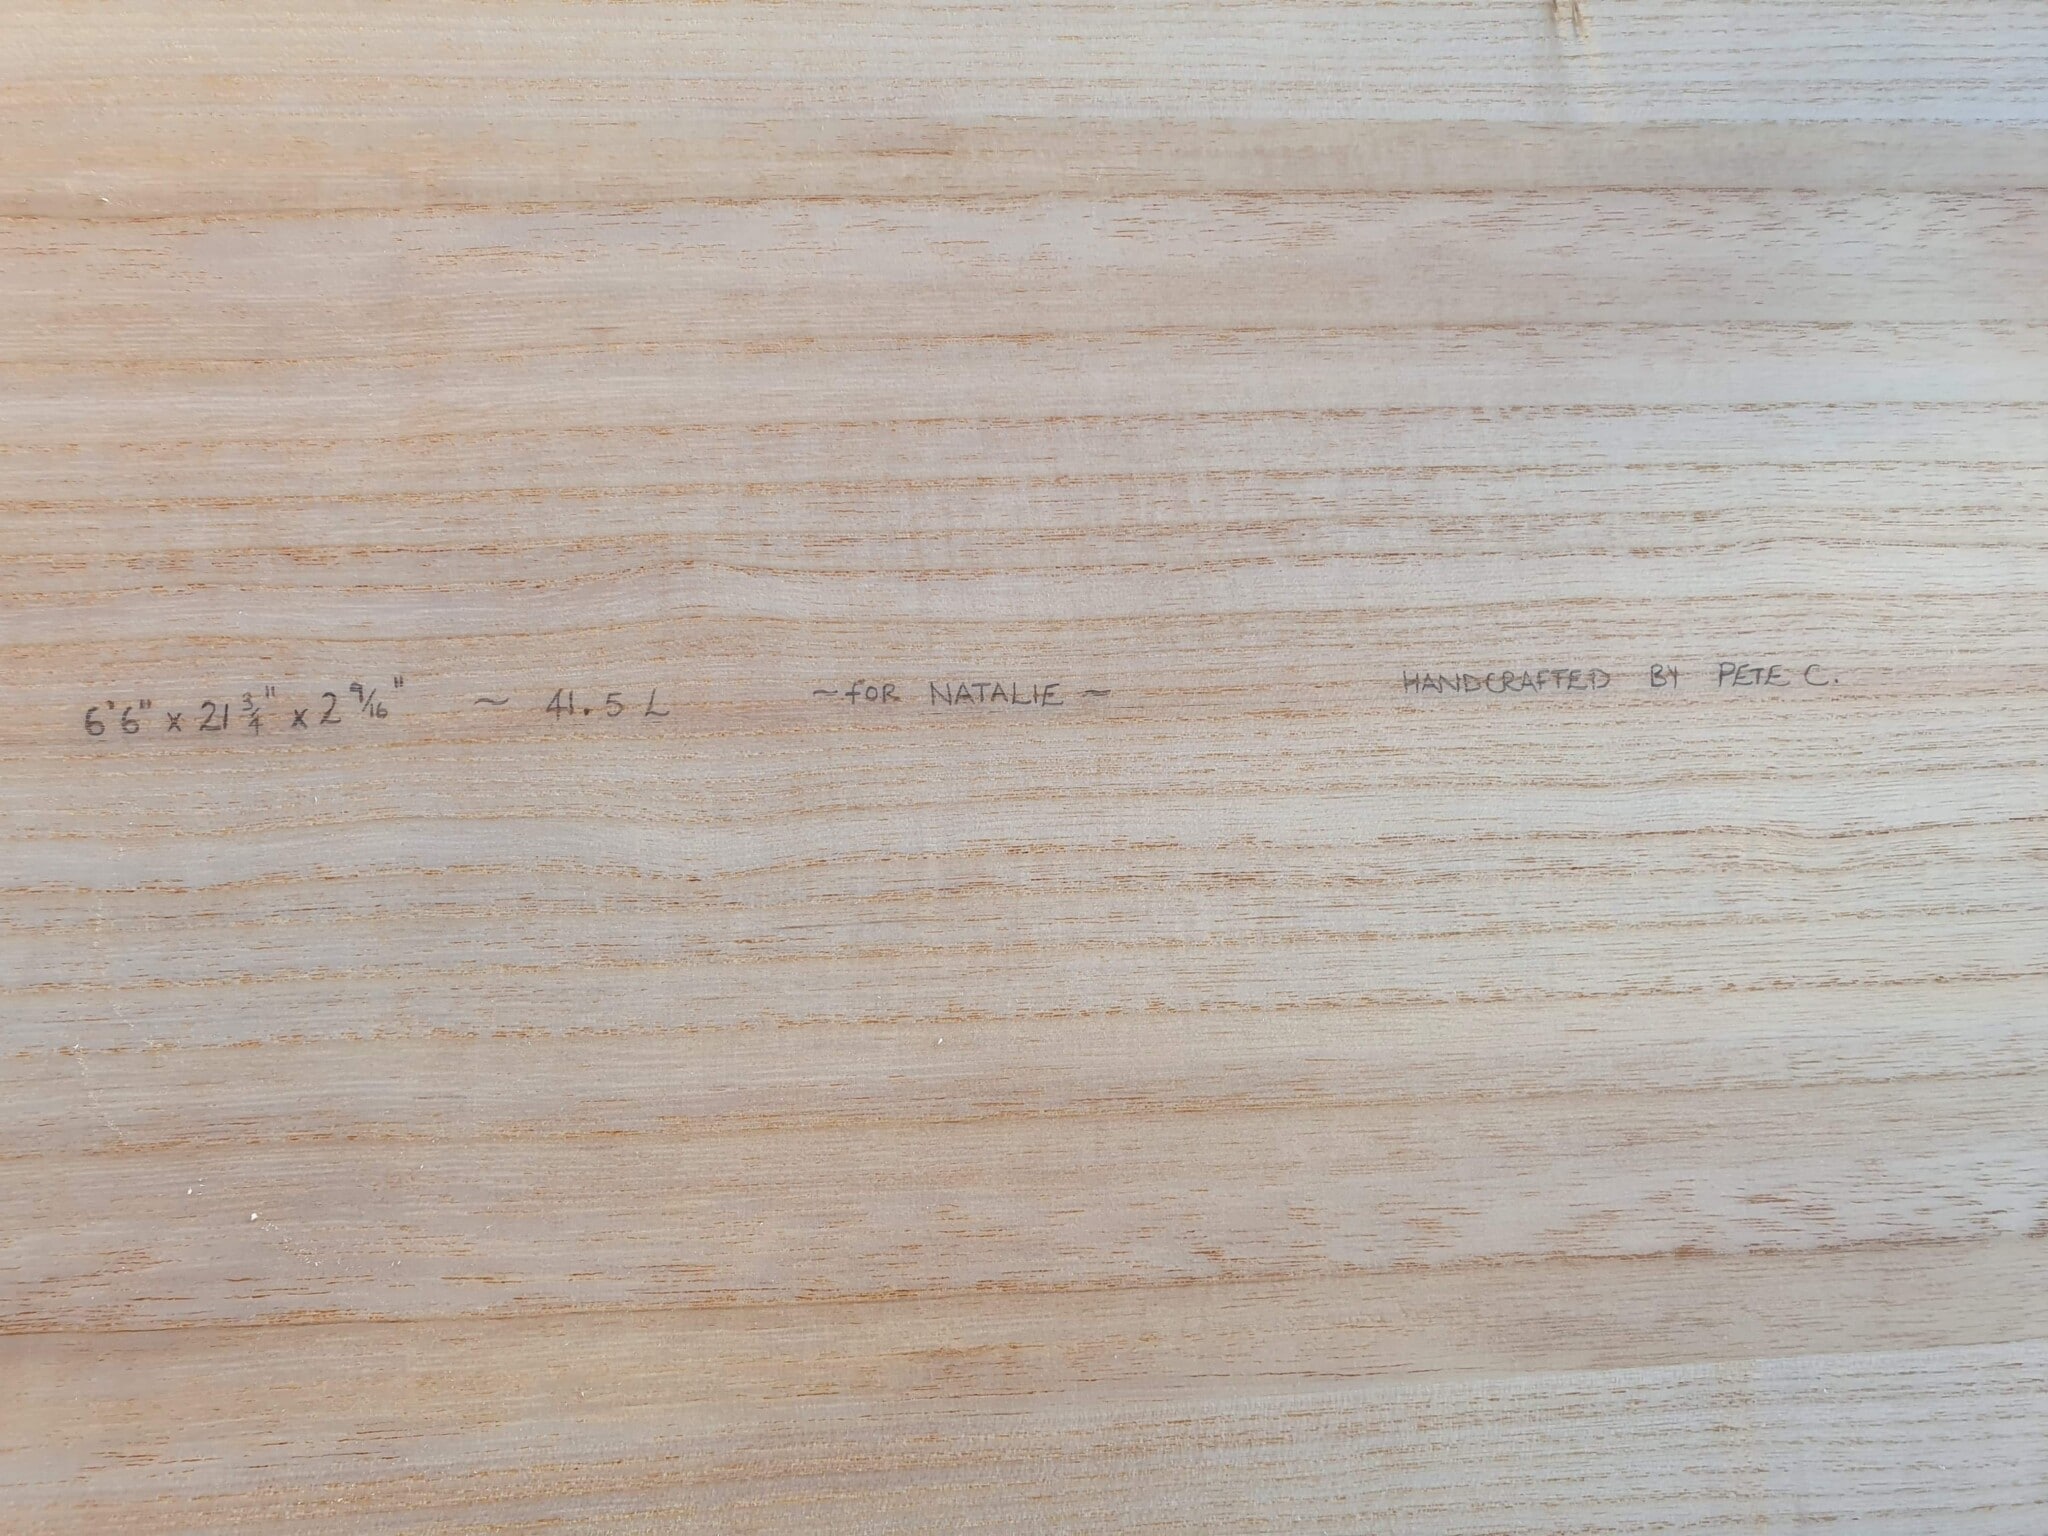 6'6" x 21 3/4" x 2 9/16" ~ 41.5 L ~ FOR NATALIE ~ HANDCRAFTED BY PETE C.